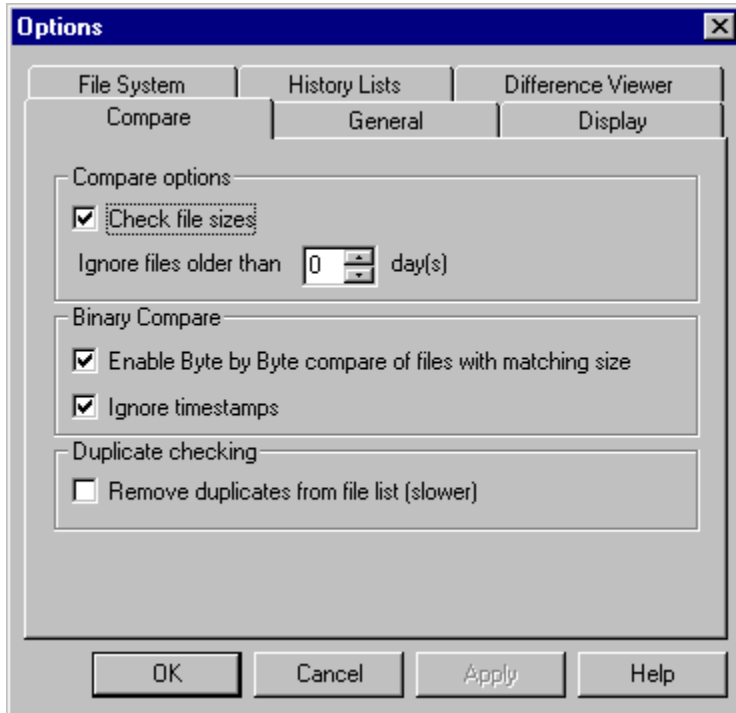 Options
File System History Lists Difference Viewer
Compare General Display
Compare options
Check file sizes
Ignore files older than 0 day(s)
Binary Compare
Enable Byte by Byte compare of files with matching size
Ignore timestamps
Duplicate checking
Remove duplicates from file list (slower)
OK Cancel Apply Help